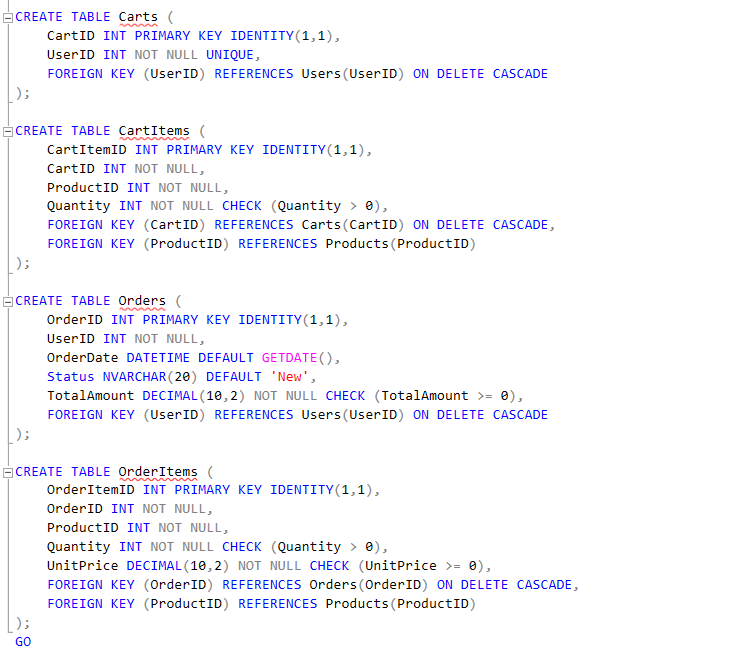 CREATE TABLE Carts (
    CartID INT PRIMARY KEY IDENTITY(1,1),
    UserID INT NOT NULL UNIQUE,
    FOREIGN KEY (UserID) REFERENCES Users(UserID) ON DELETE CASCADE
);
CREATE TABLE CartItems (
    CartItemID INT PRIMARY KEY IDENTITY(1,1),
    CartID INT NOT NULL,
    ProductID INT NOT NULL,
    Quantity INT NOT NULL CHECK (Quantity > 0),
    FOREIGN KEY (CartID) REFERENCES Carts(CartID) ON DELETE CASCADE,
    FOREIGN KEY (ProductID) REFERENCES Products(ProductID)
);
CREATE TABLE Orders (
    OrderID INT PRIMARY KEY IDENTITY(1,1),
    UserID INT NOT NULL,
    OrderDate DATETIME DEFAULT GETDATE(),
    Status NVARCHAR(20) DEFAULT 'New',
    TotalAmount DECIMAL(10,2) NOT NULL CHECK (TotalAmount >= 0),
    FOREIGN KEY (UserID) REFERENCES Users(UserID) ON DELETE CASCADE
);
CREATE TABLE OrderItems (
    OrderItemID INT PRIMARY KEY IDENTITY(1,1),
    OrderID INT NOT NULL,
    ProductID INT NOT NULL,
    Quantity INT NOT NULL CHECK (Quantity > 0),
    UnitPrice DECIMAL(10,2) NOT NULL CHECK (UnitPrice >= 0),
    FOREIGN KEY (OrderID) REFERENCES Orders(OrderID) ON DELETE CASCADE,
    FOREIGN KEY (ProductID) REFERENCES Products(ProductID)
);
GO